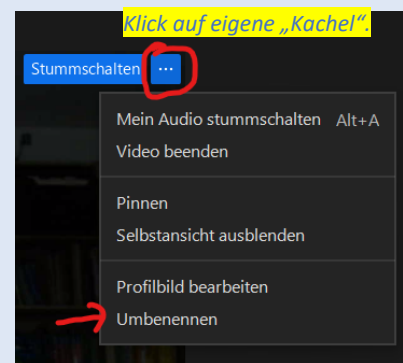 Klick auf eigene „Kachel“.
Stummschalten ...
Mein Audio stummschalten Alt+A
Video beenden
Pinnen
Selbstansicht ausblenden
Profilbild bearbeiten
Umbenennen